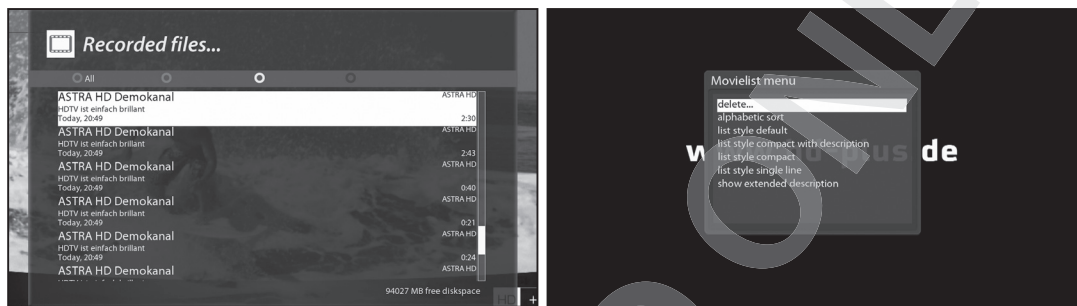 Recorded files...
All
ASTRA HD Demokanal ASTRA HD
HDTV ist einfach brillant
Today, 20:49 2:30
ASTRA HD Demokanal ASTRA HD
HDTV ist einfach brillant
Today, 20:49 2:43
ASTRA HD Demokanal ASTRA HD
HDTV ist einfach brillant
Today, 20:49 0:40
ASTRA HD Demokanal ASTRA HD
HDTV ist einfach brillant
Today, 20:49 0:21
ASTRA HD Demokanal ASTRA HD
HDTV ist einfach brillant
Today, 20:49 0:24
ASTRA HD Demokanal ASTRA HD
94027 MB free diskspace
HD +
Movielist menu
delete...
alphabetic sort
list style default
list style compact with description
list style compact
list style single line
show extended description
de